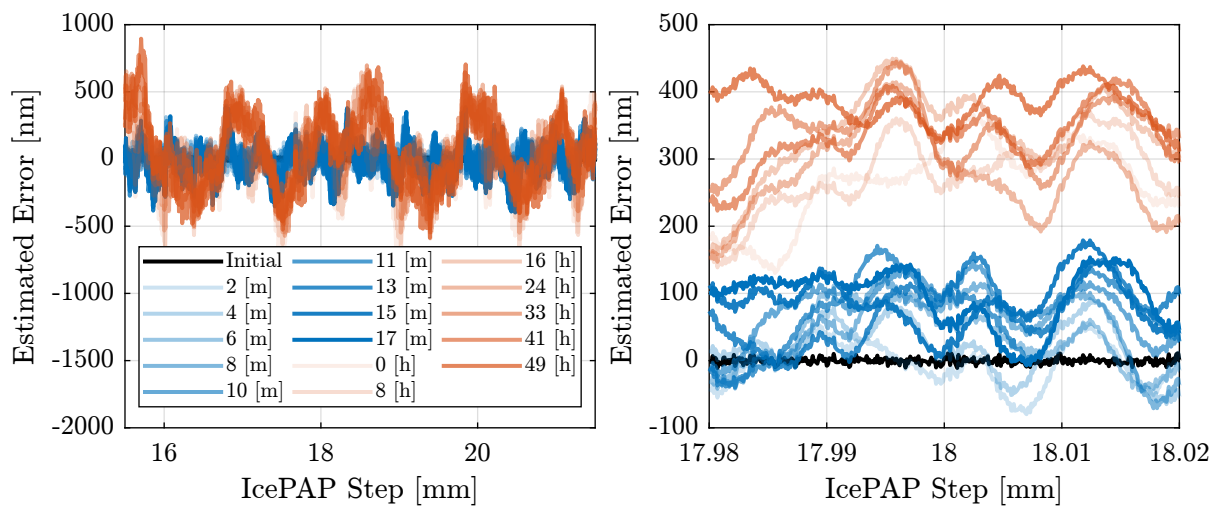 1000
500
0
-500
-1000
-1500
-2000
Estimated Error [nm]
16
18
20
IcePAP Step [mm]
Initial
2 [m]
4 [m]
6 [m]
8 [m]
10 [m]
11 [m]
13 [m]
15 [m]
17 [m]
0 [h]
8 [h]
16 [h]
24 [h]
33 [h]
41 [h]
49 [h]
500
400
300
200
100
0
-100
Estimated Error [nm]
17.98
17.99
18
18.01
18.02
IcePAP Step [mm]